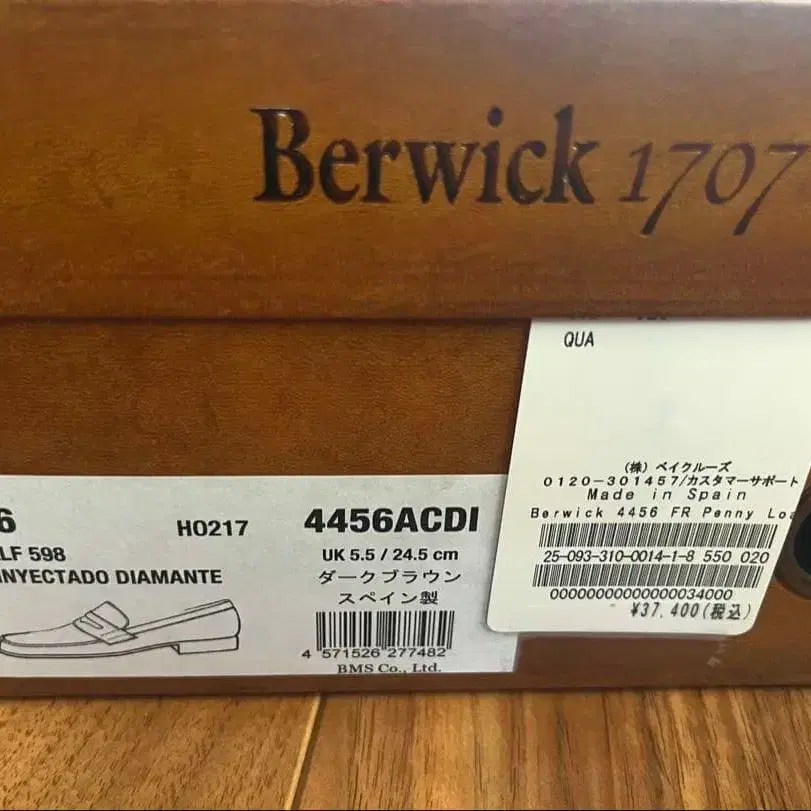 Berwick 1707
QUA
(株) ベイクルーズ
0120-301457/カスタマーサポート
Made in Spain
Berwick 4456 FR Penny Loa
25-093-310-0014-1-8 550 020
00000000000000034000
¥37,400(税込)
6
HO217
4456ACDI
LF 598
INYECTADO DIAMANTE
UK 5.5 / 24.5 cm
ダークブラウン
スペイン製
4 571526 277482
BMS Co., Ltd.